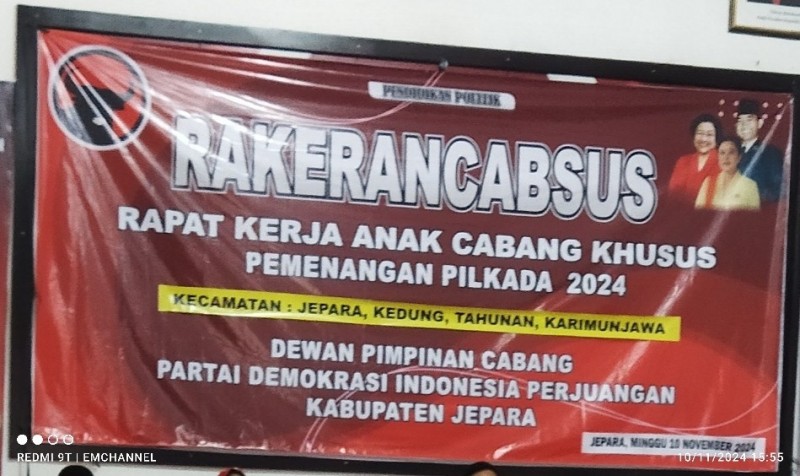 PENDIDIKAN POLITIK
RAKERANCABSUS
RAPAT KERJA ANAK CABANG KHUSUS
PEMENANGAN PILKADA 2024
KECAMATAN : JEPARA, KEDUNG, TAHUNAN, KARIMUNJAWA
DEWAN PIMPINAN CABANG
PARTAI DEMOKRASI INDONESIA PERJUANGAN
KABUPATEN JEPARA
JEPARA, MINGGU 10 NOVEMBER 2024
REDMI 9T | EMCHANNEL
10/11/2024 15:55